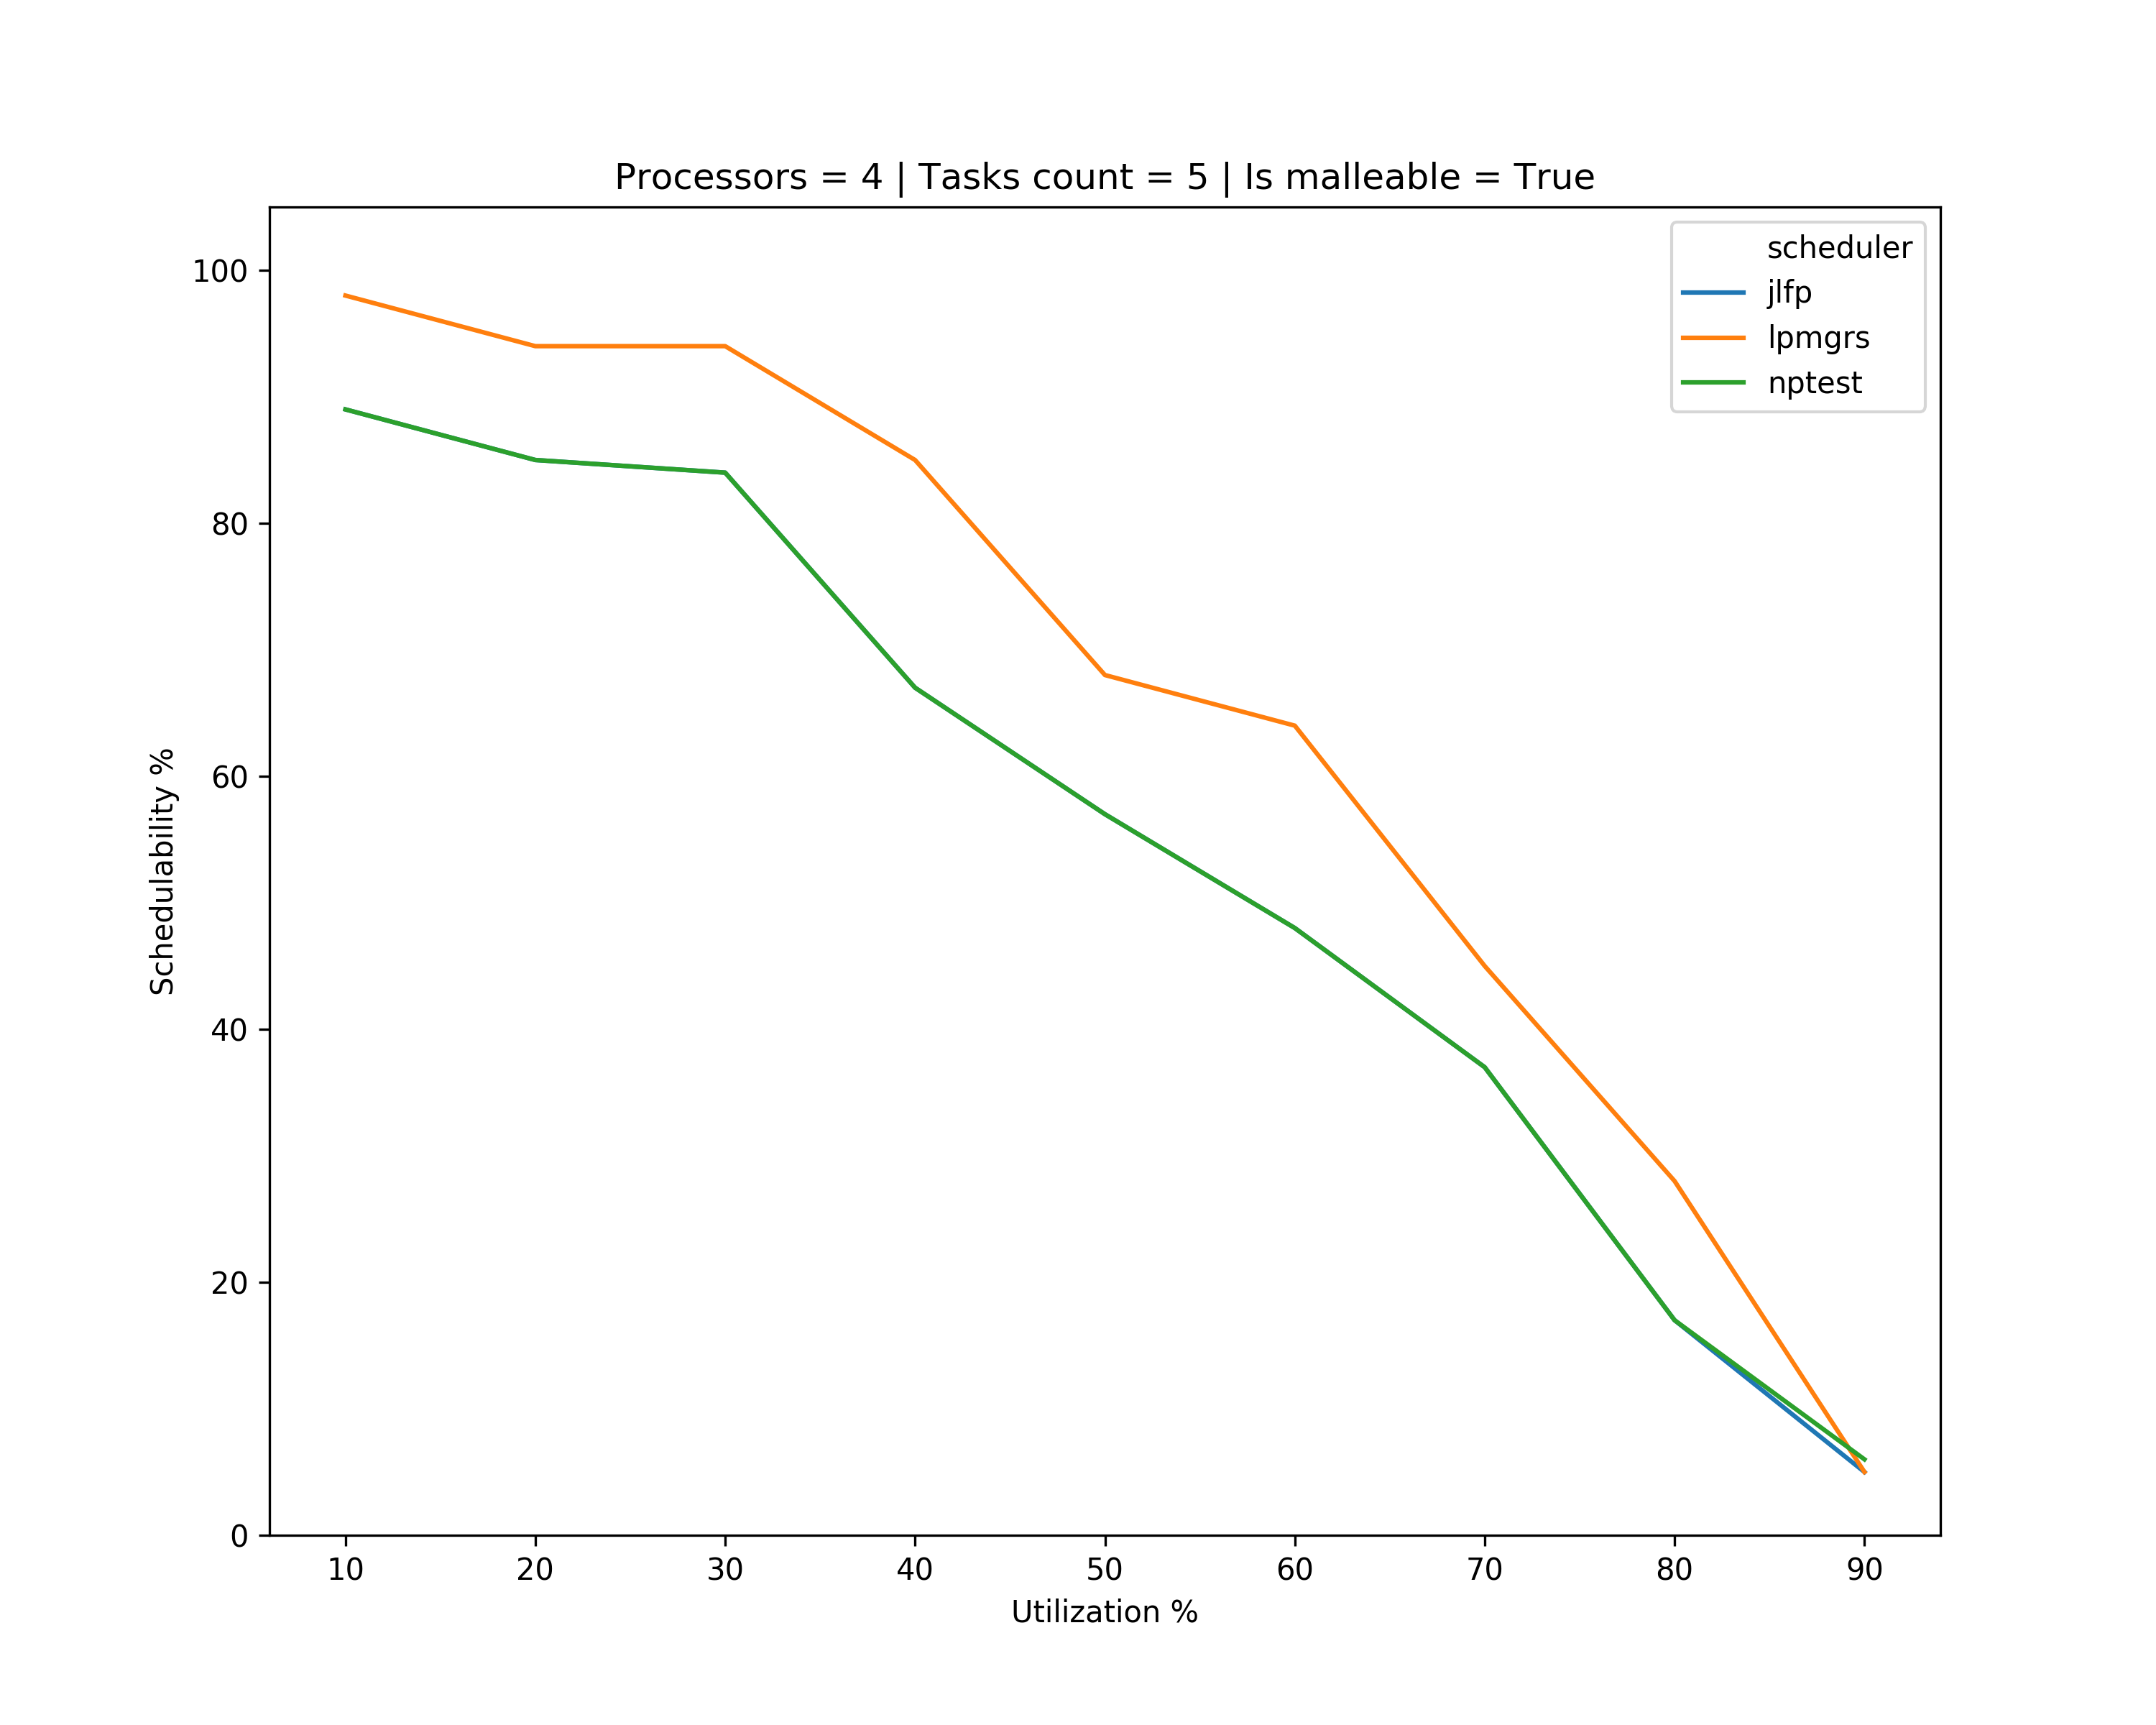 Processors = 4 | Tasks count = 5 | Is malleable = True
scheduler
jlfp
lpmgrs
nptest
Schedulability %
100
80
60
40
20
0
10 20 30 40 50 60 70 80 90
Utilization %